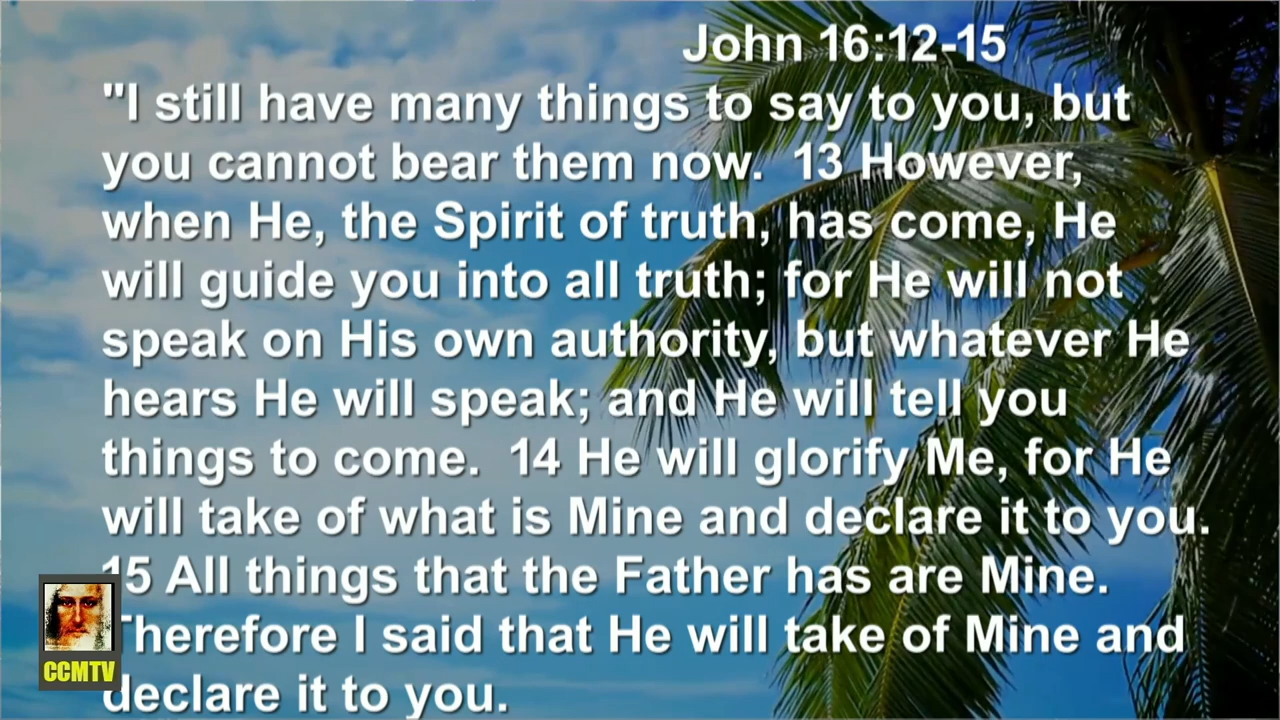 John 16:12-15
"I still have many things to say to you, but
you cannot bear them now.  13 However,
when He, the Spirit of truth, has come, He
will guide you into all truth; for He will not
speak on His own authority, but whatever He
hears He will speak; and He will tell you
things to come.  14 He will glorify Me, for He
will take of what is Mine and declare it to you.
15 All things that the Father has are Mine.
Therefore I said that He will take of Mine and
declare it to you.
CCMTV